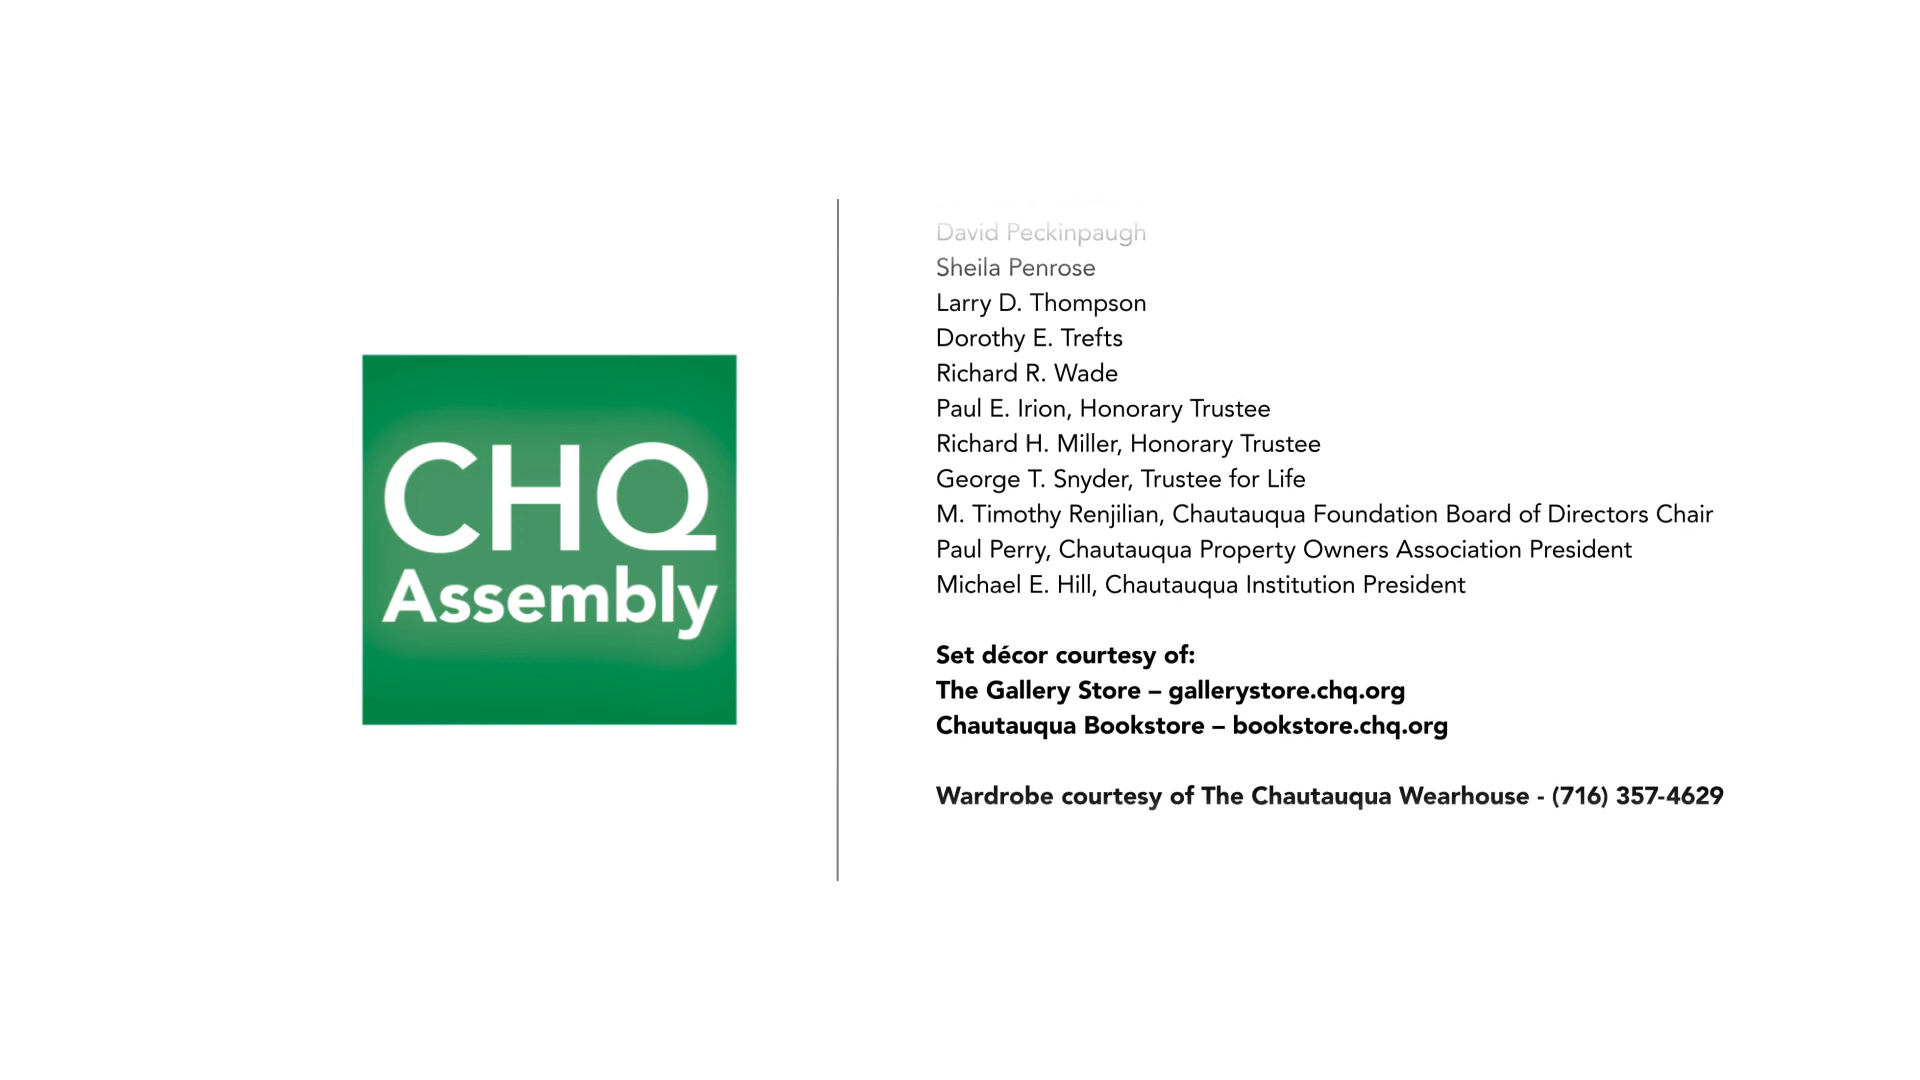 CHQ
Assembly
David Peckinpaugh
Sheila Penrose
Larry D. Thompson
Dorothy E. Trefts
Richard R. Wade
Paul E. Irion, Honorary Trustee
Richard H. Miller, Honorary Trustee
George T. Snyder, Trustee for Life
M. Timothy Renjilian, Chautauqua Foundation Board of Directors Chair
Paul Perry, Chautauqua Property Owners Association President
Michael E. Hill, Chautauqua Institution President
Set décor courtesy of:
The Gallery Store – gallerystore.chq.org
Chautauqua Bookstore – bookstore.chq.org
Wardrobe courtesy of The Chautauqua Wearhouse - (716) 357-4629